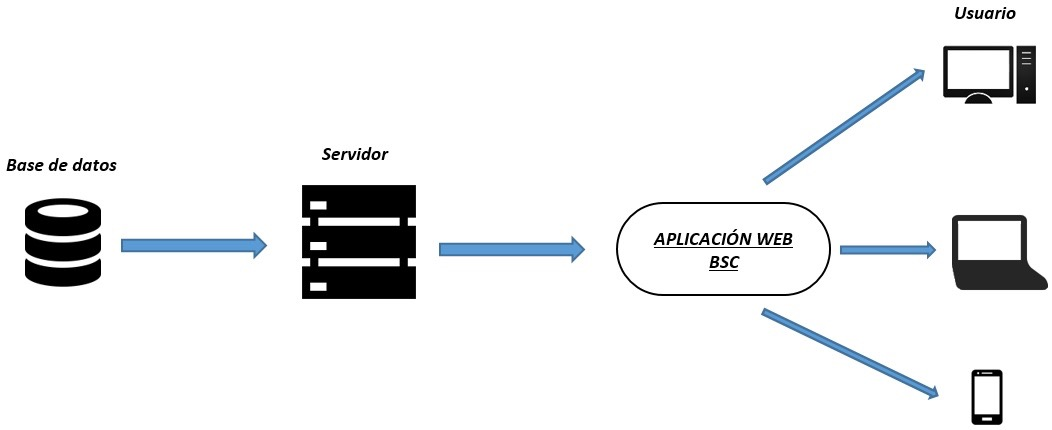 Usuario
Servidor
Base de datos
APLICACIÓN WEB
BSC